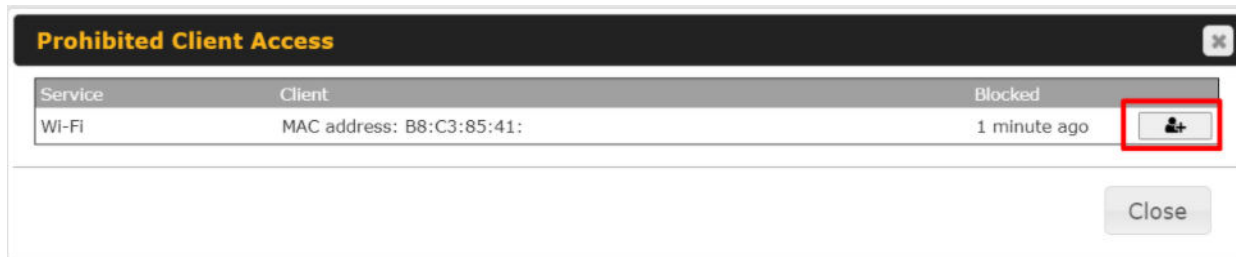 Prohibited Client Access
Service Client Blocked
Wi-Fi MAC address: B8:C3:85:41: 1 minute ago
Close